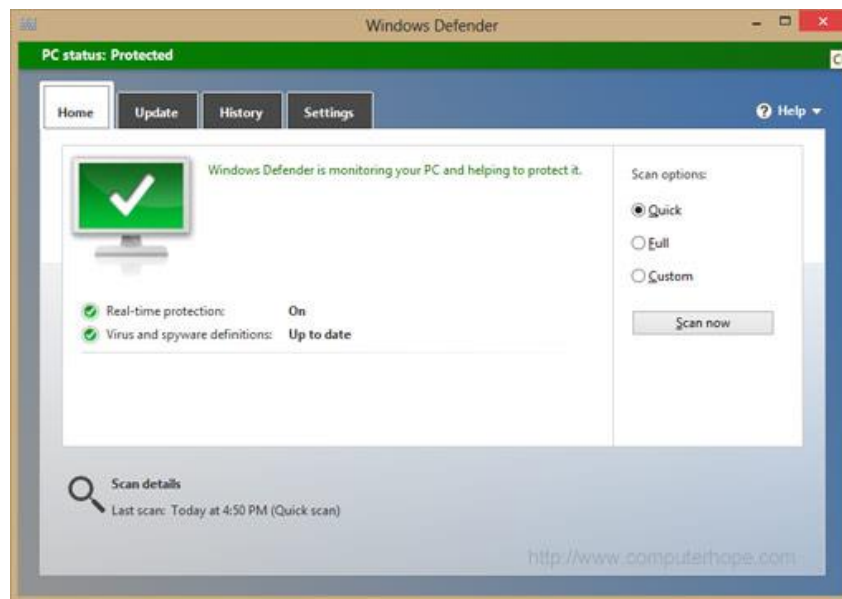 Windows Defender
PC status: Protected
Home Update History Settings Help
Windows Defender is monitoring your PC and helping to protect it.
Real-time protection: On
Virus and spyware definitions: Up to date
Scan options:
Quick
Full
Custom
Scan now
Scan details
Last scan: Today at 4:50 PM (Quick scan)
http://www.computerhope.com